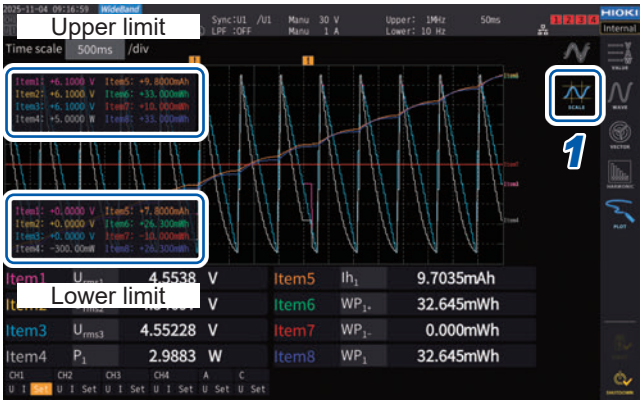 2025-11-04 09:16:59 WideBand
Sync:U1 /U1 Manu 30 V Upper: 1MHz 50ms
LPF :OFF Manu 1 A Lower: 10 Hz
1 2 3 4
HIOKI
Internal
Upper limit
Time scale 500ms /div
Item1: +6.1000 V Item5: +9.8000mAh
Item2: +6.1000 V Item6: +33.000mWh
Item3: +6.1000 V Item7: +10.000mWh
Item4: +5.0000 W Item8: +33.000mWh
Item6
Item1
Item4
SCALE
1
VALUE
WAVE
VECTOR
HARMONIC
PLOT
Item1: +0.0000 V Item5: +7.8000mAh
Item2: +0.0000 V Item6: +26.300mWh
Item3: +0.0000 V Item7: -10.000mWh
Item4: -300.00mW Item8: +26.300mWh
Item1 Urms1 4.5538 V Item5 Ih1 9.7035mAh
Lower limit
V Item6 WP1+ 32.645mWh
Item3 Urms3 4.55228 V Item7 WP1- 0.000mWh
Item4 P1 2.9883 W Item8 WP1 32.645mWh
CH1 CH2 CH3 CH4 A C
U I Set U I Set U I Set U I Set U Set U Set
SHUTDOWN